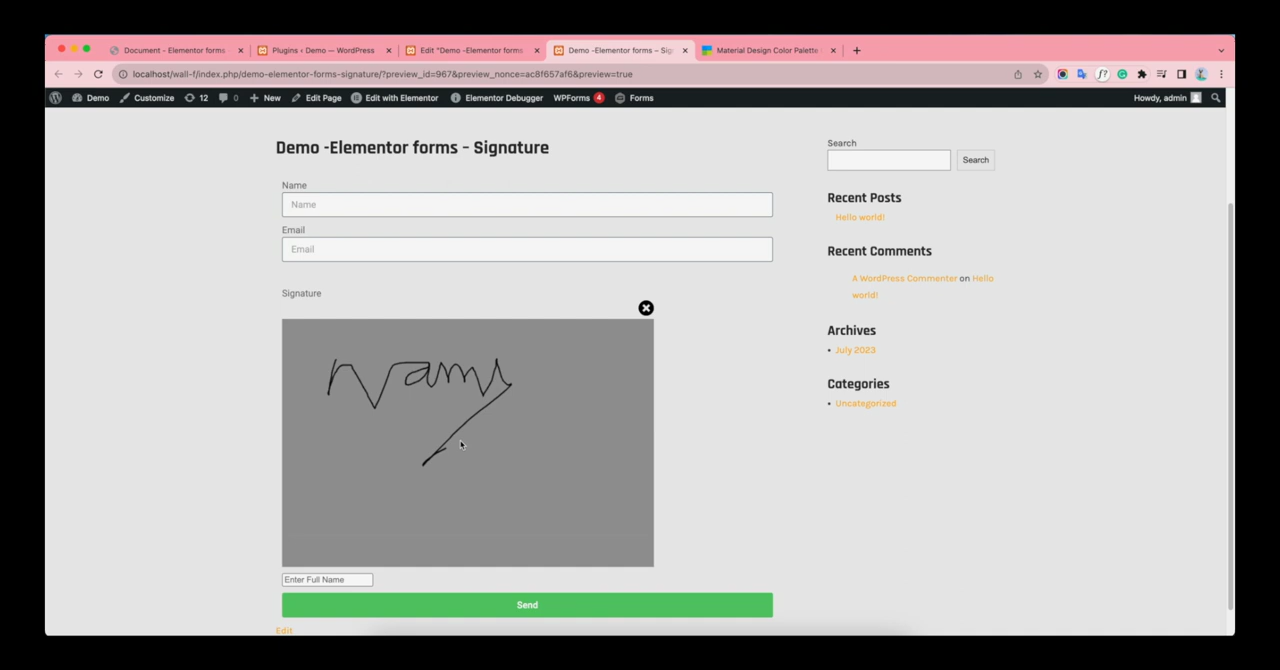 Document - Elementor forms
Plugins ‹ Demo — WordPress
Edit "Demo -Elementor forms
Demo -Elementor forms – Sig
Material Design Color Palette
localhost/wall-f/index.php/demo-elementor-forms-signature/?preview_id=967&preview_nonce=ac8f657af6&preview=true
f?
Demo Customize 12 0 New Edit Page Edit with Elementor Elementor Debugger WPForms 4 Forms Howdy, admin
Demo -Elementor forms – Signature
Name
Name
Email
Email
Signature
Enter Full Name
Send
Edit
Search
Search
Recent Posts
Hello world!
Recent Comments
A WordPress Commenter on Hello
world!
Archives
• July 2023
Categories
• Uncategorized